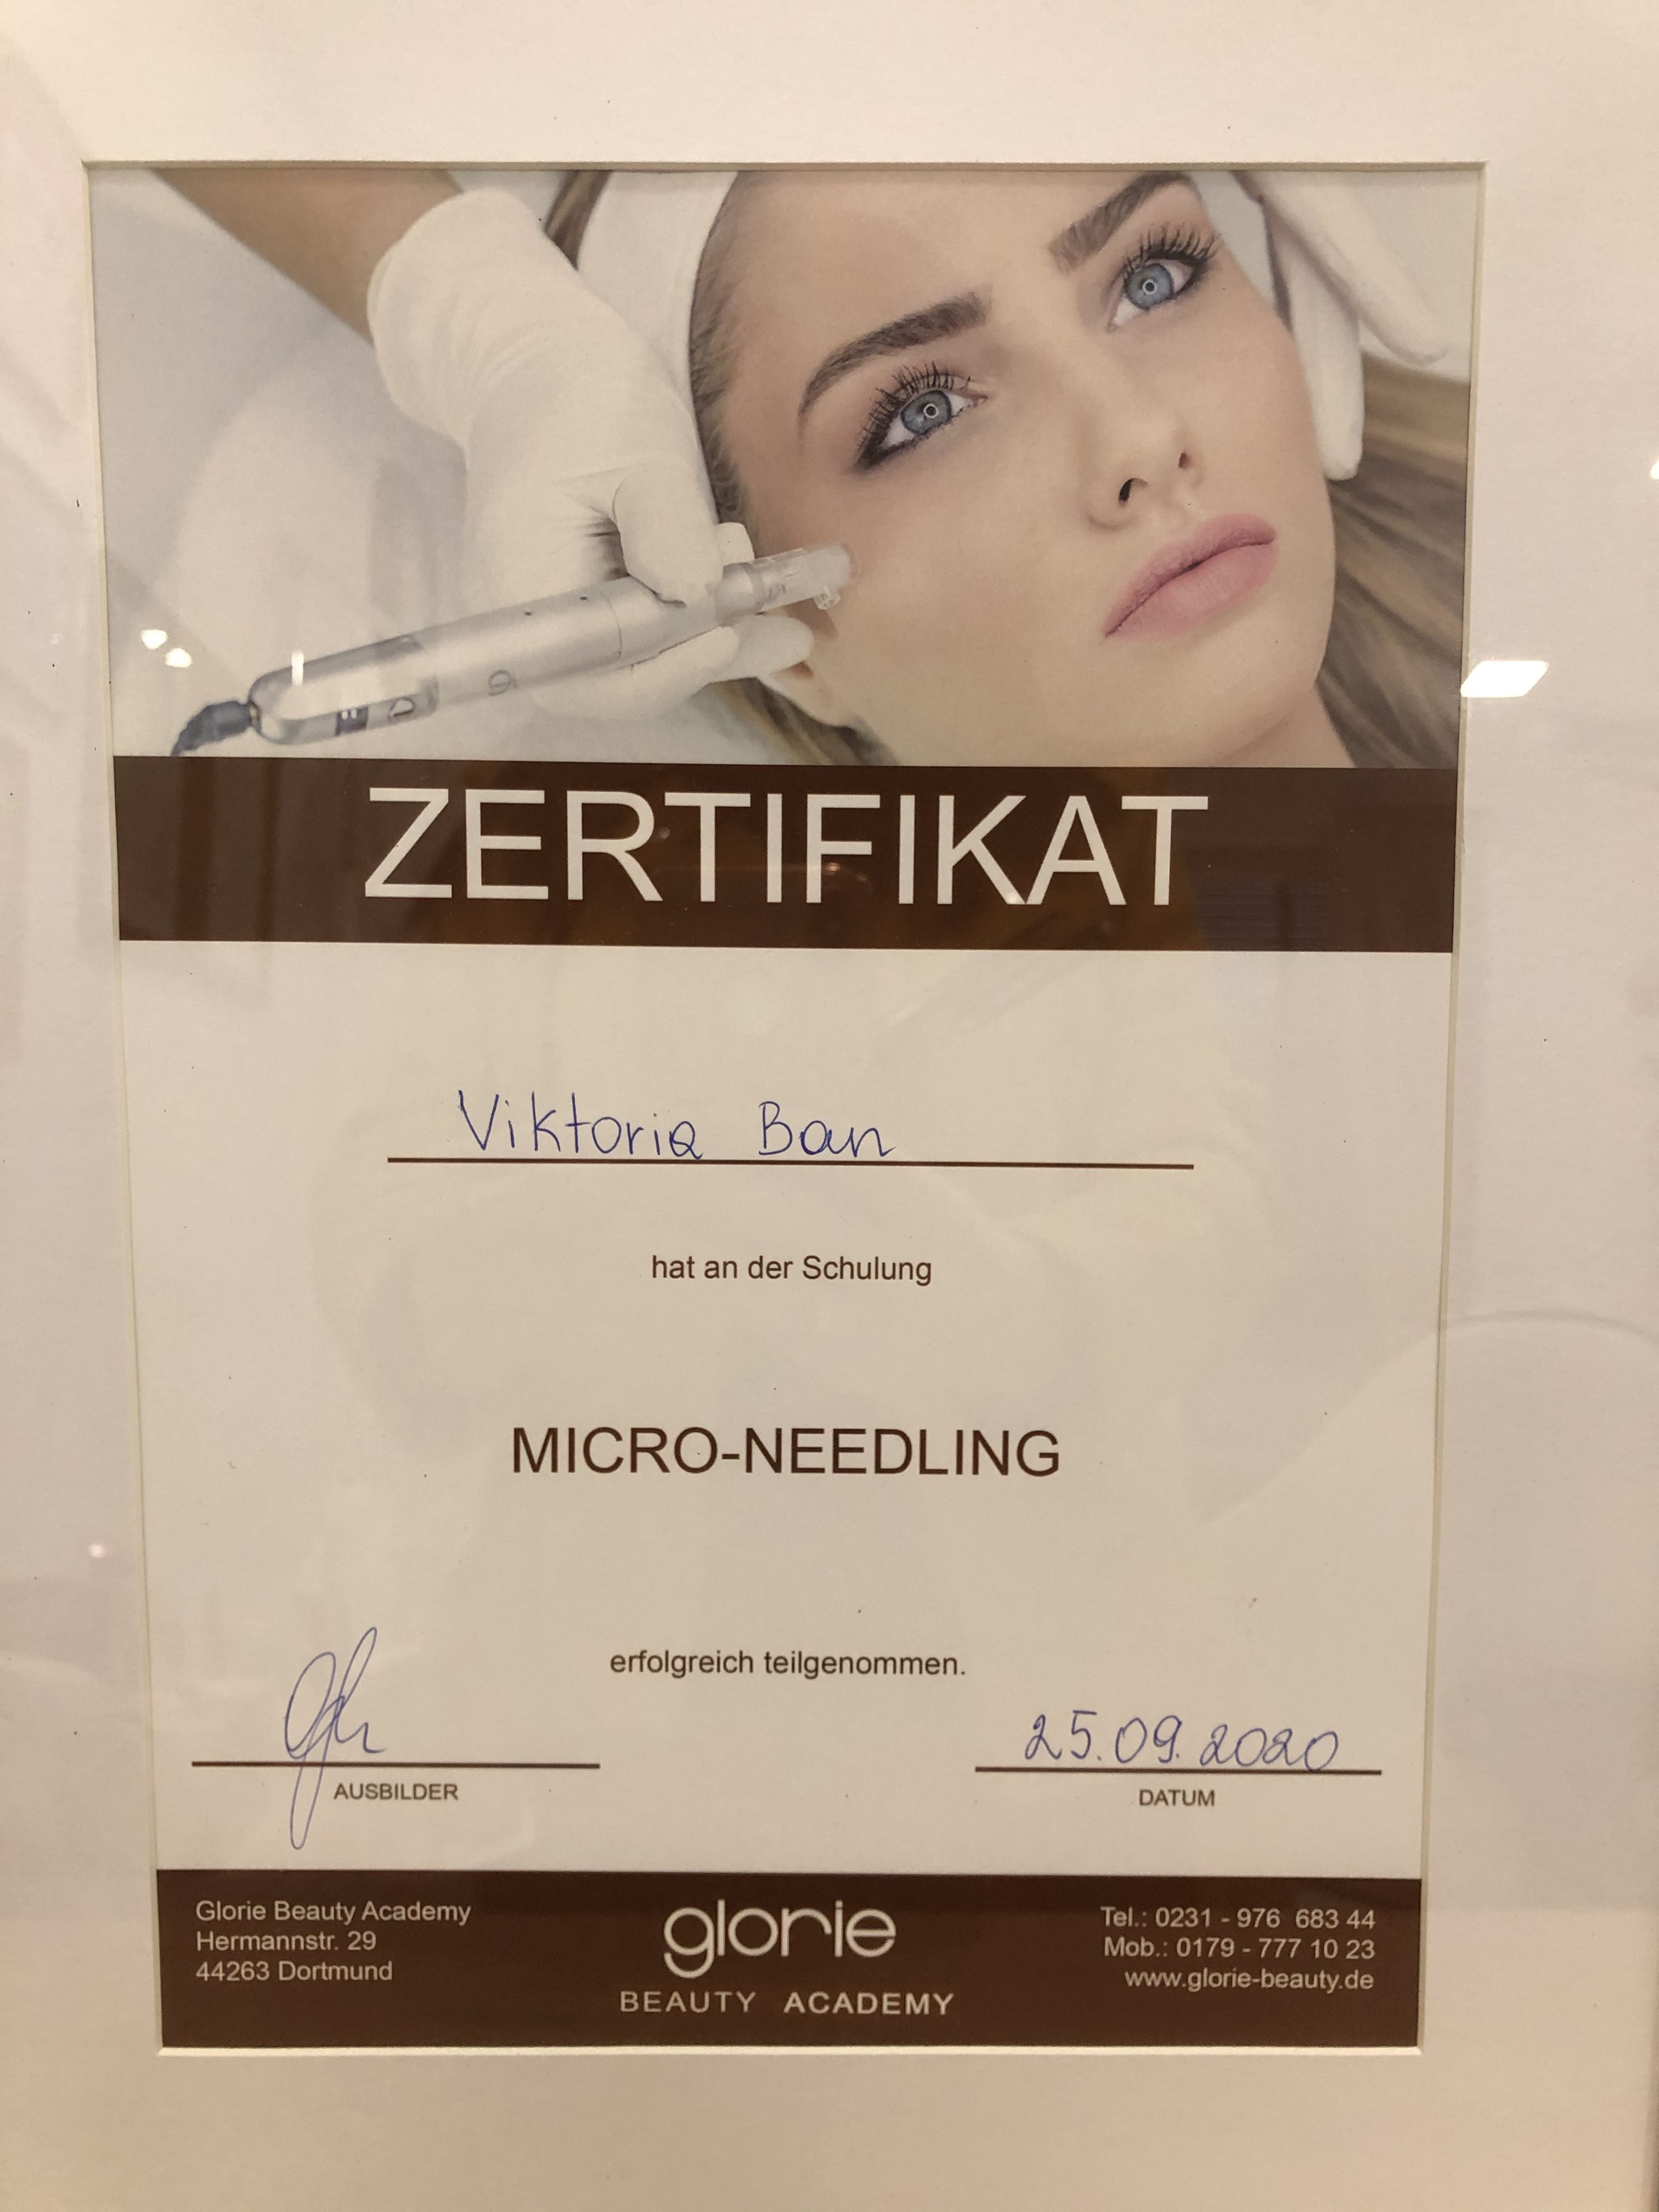 ZERTIFIKAT
Viktoria Ban
hat an der Schulung
MICRO-NEEDLING
erfolgreich teilgenommen.
25.09.2020
AUSBILDER
DATUM
Glorie Beauty Academy
Hermannstr. 29
44263 Dortmund
glorie
BEAUTY ACADEMY
Tel.: 0231 - 976 683 44
Mob.: 0179 - 777 10 23
www.glorie-beauty.de